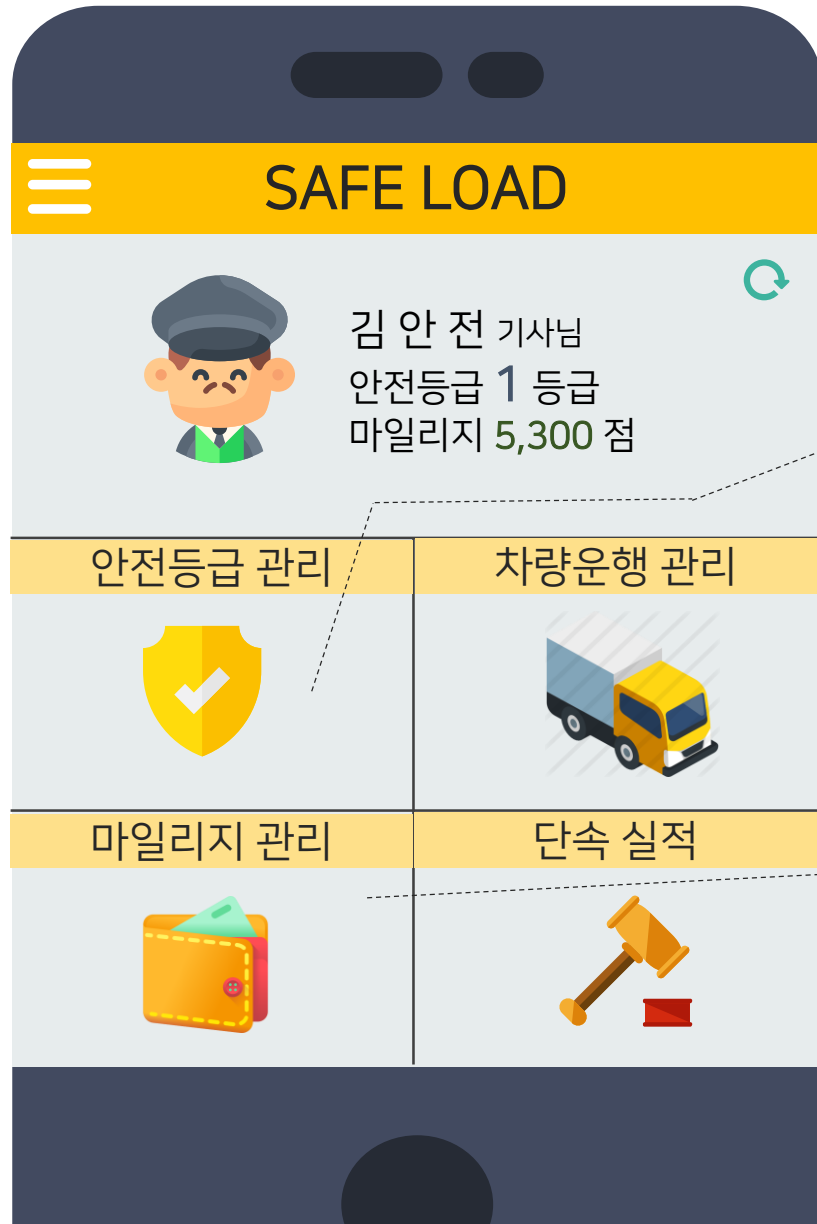 SAFE LOAD
김 안 전 기사님
안전등급 1 등급
마일리지 5,300 점
안전등급 관리
차량운행 관리
마일리지 관리
단속 실적